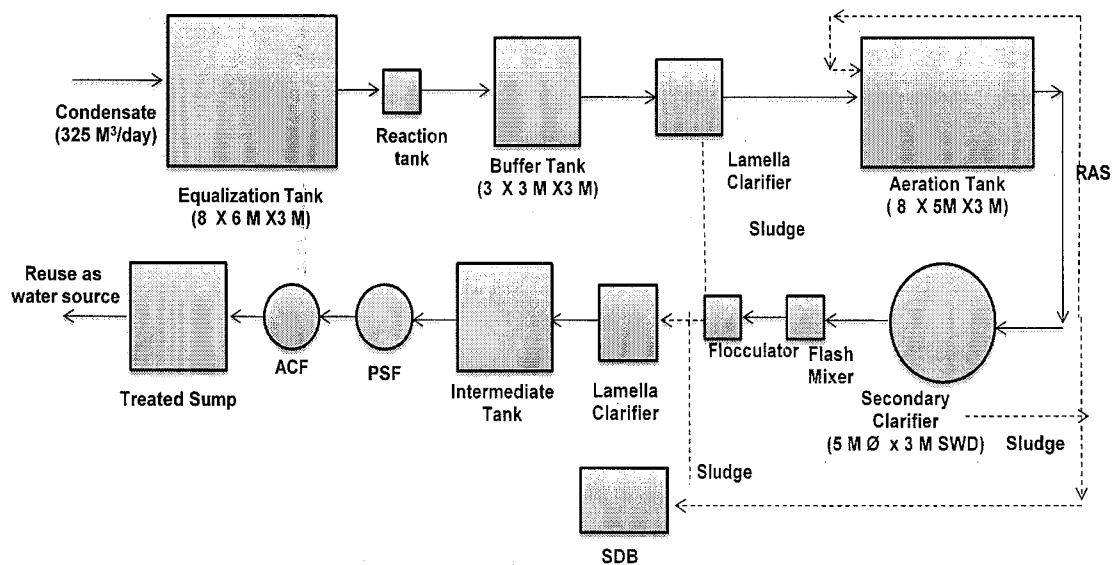 Condensate
(325 M³/day)
Equalization Tank
(8 X 6 M X3 M)
Reaction
tank
Buffer Tank
(3 X 3 M X3 M)
Lamella
Clarifier
Sludge
Aeration Tank
( 8 X 5M X3 M)
RAS
Reuse as
water source
Treated Sump
ACF
PSF
Intermediate
Tank
Lamella
Clarifier
Flocculator
Flash
Mixer
Secondary
Clarifier
(5 M Ø x 3 M SWD)
Sludge
Sludge
SDB